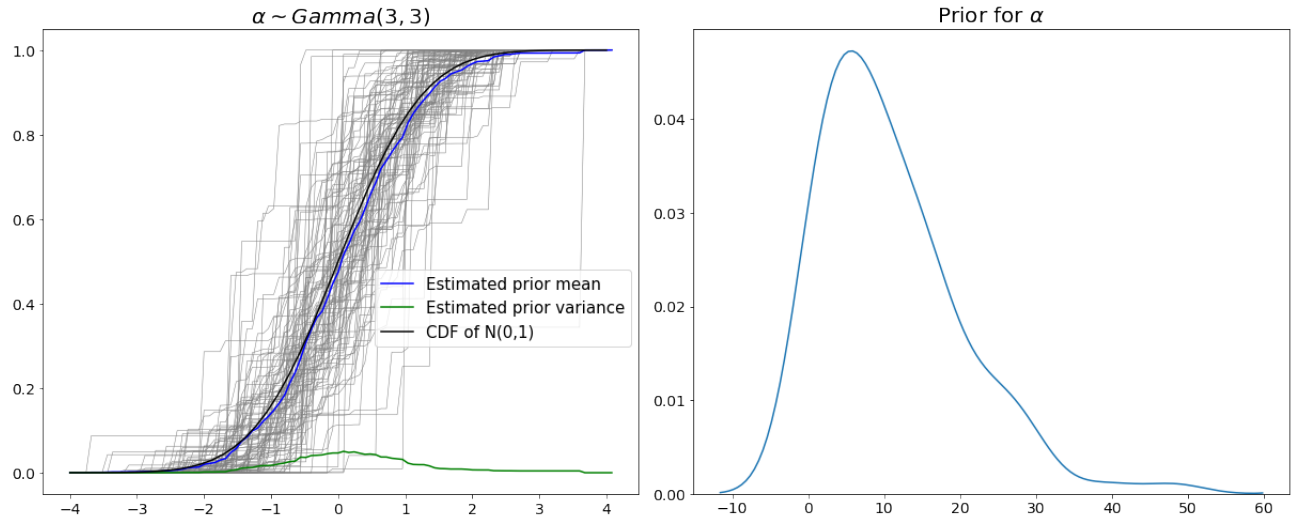 α ~ Gamma(3, 3)
1.0
0.8
0.6
0.4
0.2
0.0
Estimated prior mean
Estimated prior variance
CDF of N(0,1)
−4 −3 −2 −1 0 1 2 3 4
Prior for α
0.04
0.03
0.02
0.01
0.00
−10 0 10 20 30 40 50 60